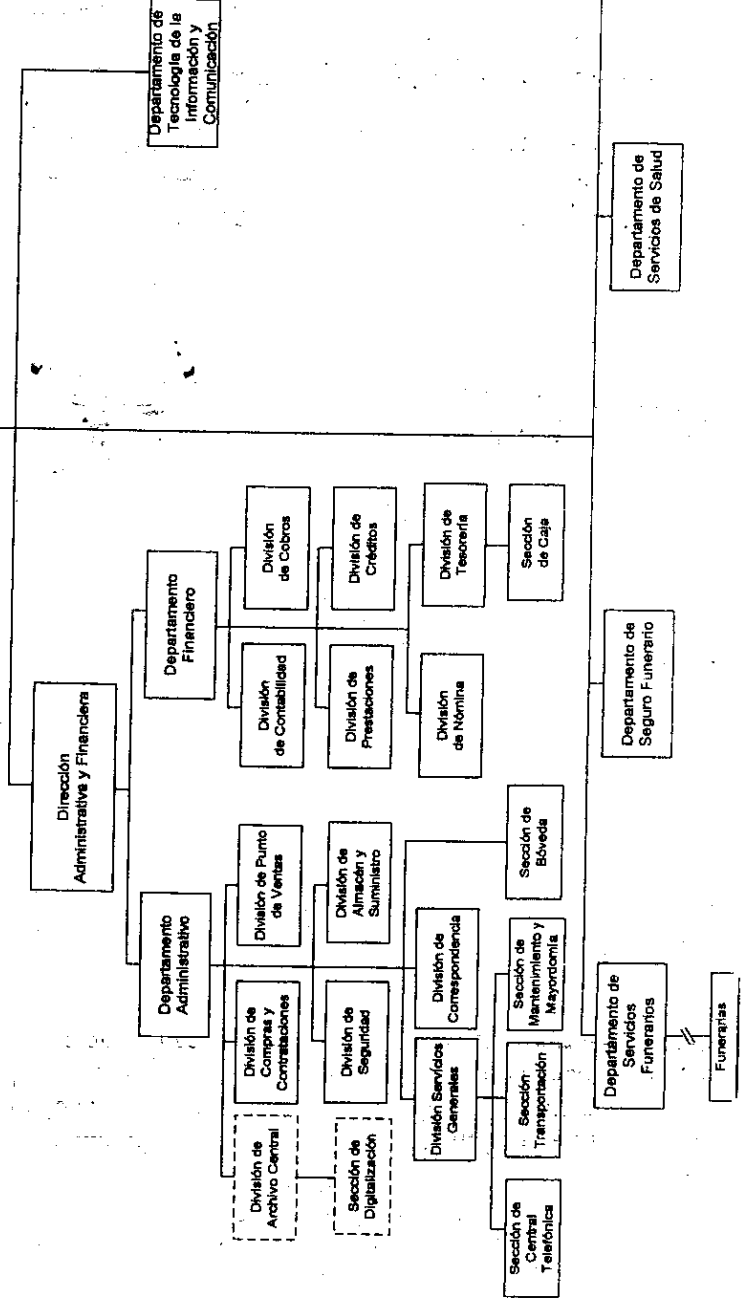 Departamento de
Tecnología de la
Información y
Comunicación
Dirección
Administrativa y Financiera
Departamento
Administrativo
Departamento
Financiero
División de
Archivo Central
División de
Compras y
Contrataciones
División de Punto
de Ventas
División
de Contabilidad
División
de Cobros
Sección de
Digitalización
División de
Seguridad
División de
Almacén y
Suministro
División de
Prestaciones
División de
Créditos
División Servicios
Generales
División de
Correspondencia
División
de Nómina
División de
Tesorería
Sección de
Central
Telefónica
Sección
Transportación
Sección de
Mantenimiento y
Mayordomía
Sección de
Bóveda
Sección
de Caja
Departamento de
Servicios
Funerarios
Departamento de
Seguro Funerario
Departamento de
Servicios de Salud
Funerarias